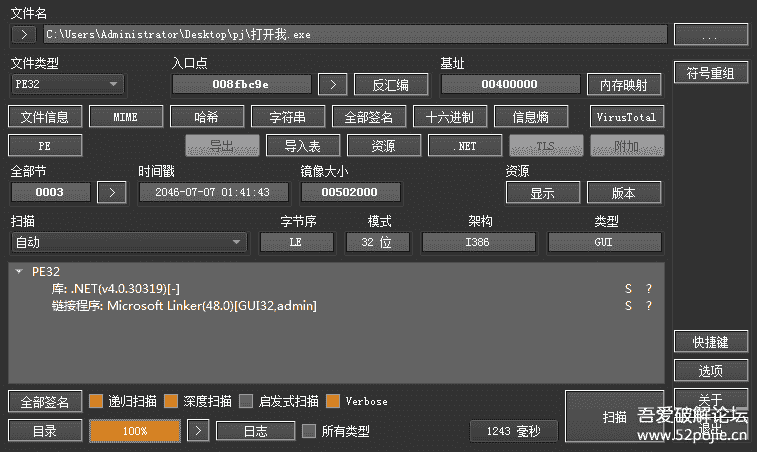 文件名
> C:\Users\Administrator\Desktop\pj\打开我.exe ...
文件类型 入口点 基址
PE32 008fbc9e > 反汇编 00400000 内存映射 符号重组
文件信息 MIME 哈希 字符串 全部签名 十六进制 信息熵 VirusTotal
PE 导出 导入表 资源 .NET TLS 附加
全部节 时间戳 镜像大小 资源
0003 > 2046-07-07 01:41:43 00502000 显示 版本
扫描 字节序 模式 架构 类型
自动 LE 32 位 I386 GUI
PE32
库: .NET(v4.0.30319)[-] S ?
链接程序: Microsoft Linker(48.0)[GUI32,admin] S ?
快捷键
选项
全部签名 递归扫描 深度扫描 启发式扫描 Verbose 扫描 关于
目录 100% > 日志 所有类型 1243 毫秒 退出
吾爱破解论坛
www.52pojie.cn